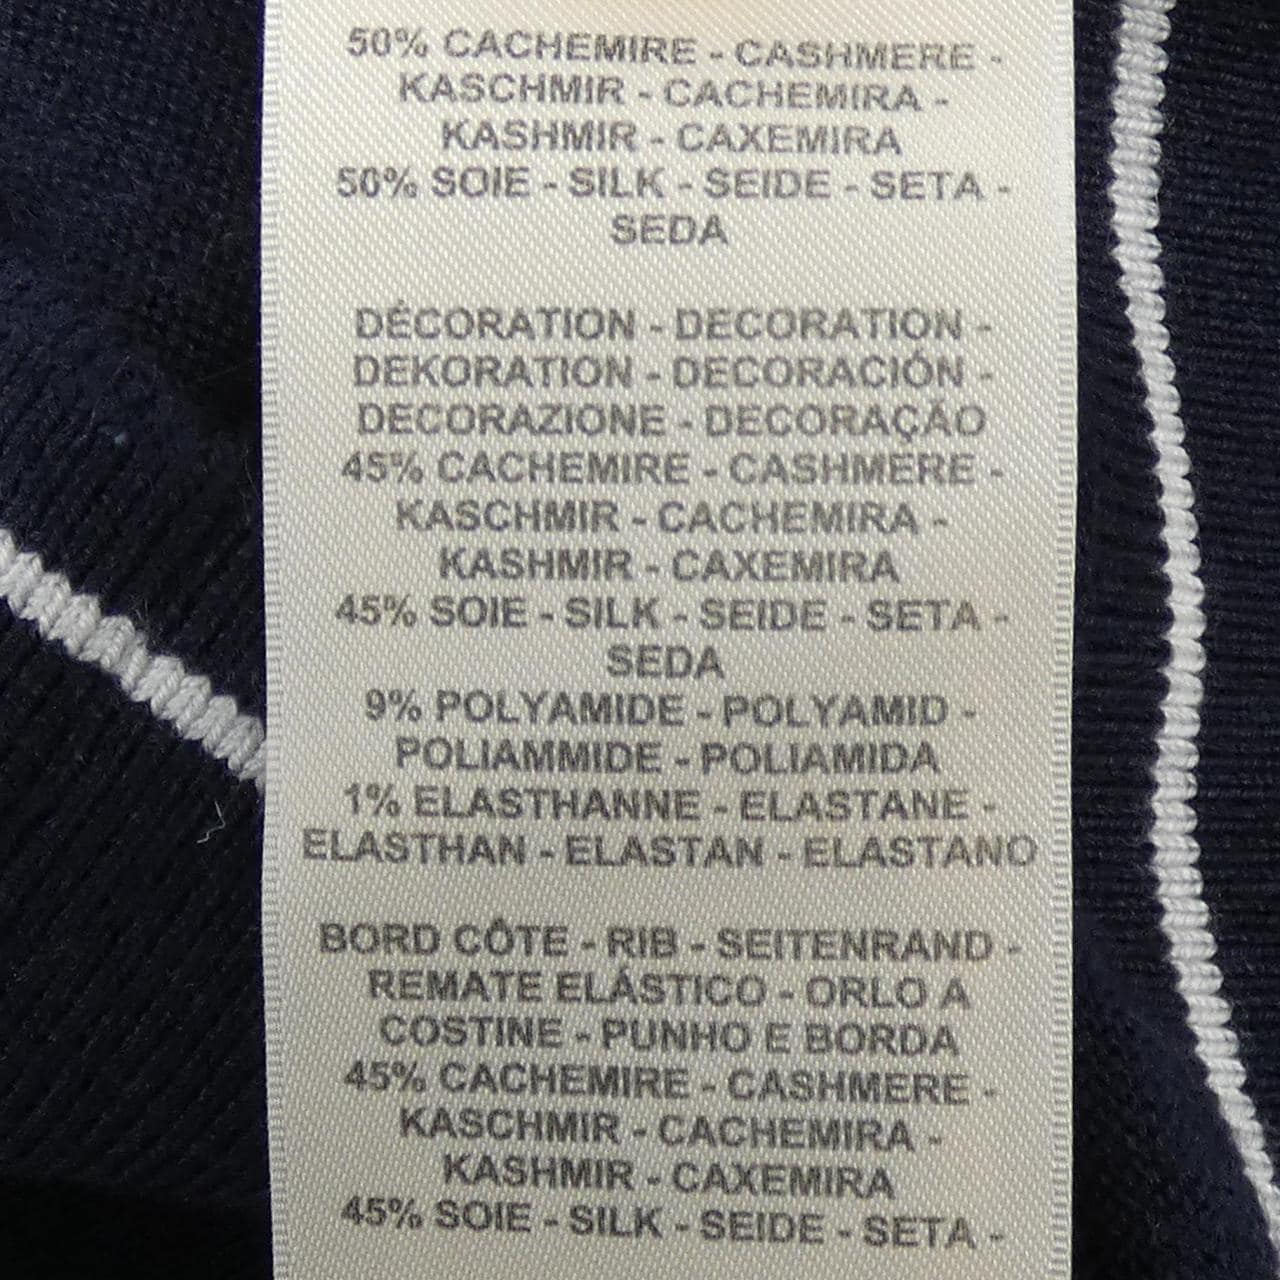 50% CACHEMIRE - CASHMERE -
KASCHMIR - CACHEMIRA -
KASHMIR - CAXEMIRA
50% SOIE - SILK - SEIDE - SETA -
SEDA
DÉCORATION - DECORATION -
DEKORATION - DECORACIÓN -
DECORAZIONE - DECORAÇÃO
45% CACHEMIRE - CASHMERE -
KASCHMIR - CACHEMIRA -
KASHMIR - CAXEMIRA
45% SOIE - SILK - SEIDE - SETA -
SEDA
9% POLYAMIDE - POLYAMID -
POLIAMMIDE - POLIAMIDA
1% ELASTHANNE - ELASTANE -
ELASTHAN - ELASTAN - ELASTANO
BORD CÔTE - RIB - SEITENRAND -
REMATE ELÁSTICO - ORLO A
COSTINE - PUNHO E BORDA
45% CACHEMIRE - CASHMERE -
KASCHMIR - CACHEMIRA -
KASHMIR - CAXEMIRA
45% SOIE - SILK - SEIDE - SETA -